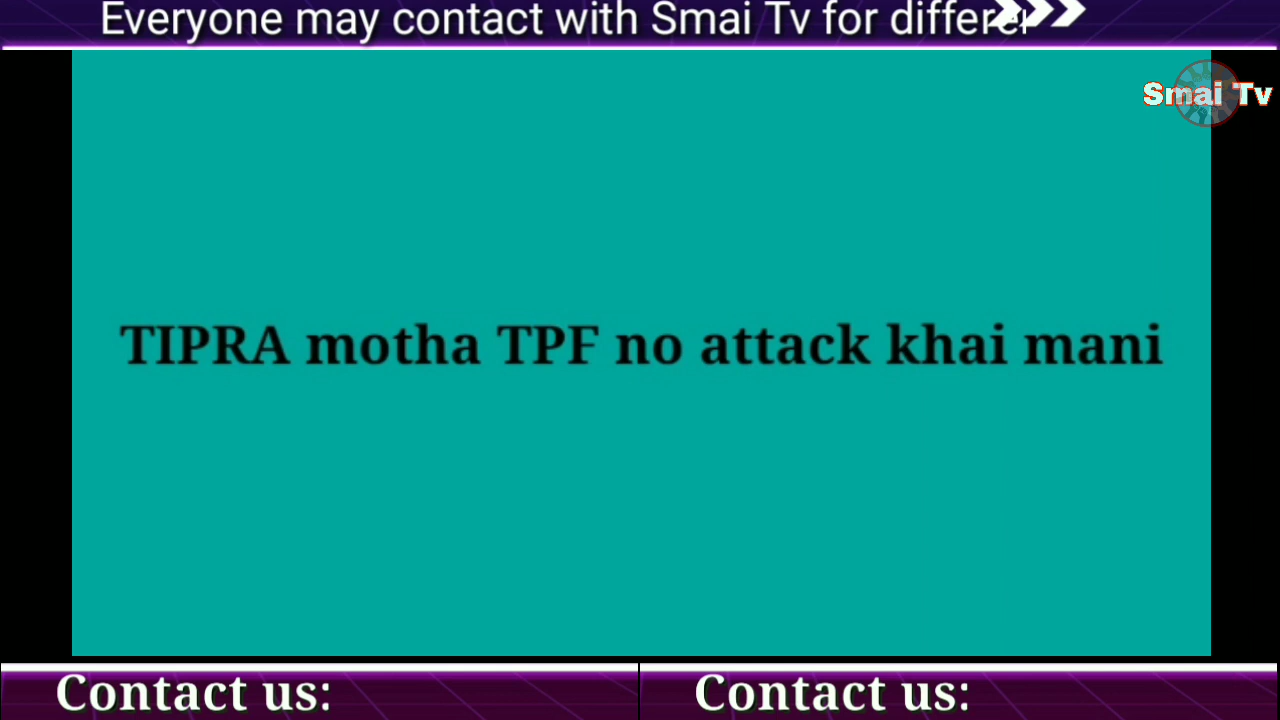 Everyone may contact with Smai Tv for
Smai Tv
TIPRA motha TPF no attack khai mani
Contact us:
Contact us: